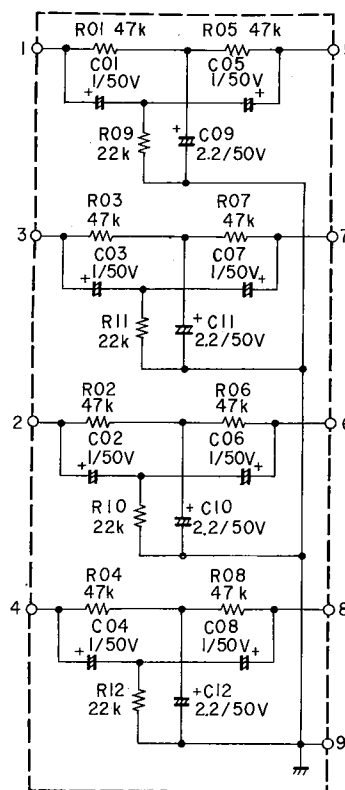 R01 47k R05 47k
1 C01 C05 5
1/50V 1/50V
+ +
R09 + C09
22k 2.2/50V
R03 R07
47k 47k
3 C03 C07 7
1/50V 1/50V
+ +
R11 + C11
22k 2.2/50V
R02 R06
47k 47k
2 C02 C06 6
1/50V 1/50V
+ +
R10 + C10
22k 2.2/50V
R04 R08
47k 47k
4 C04 C08 8
1/50V 1/50V
+ +
R12 + C12
22k 2.2/50V
9